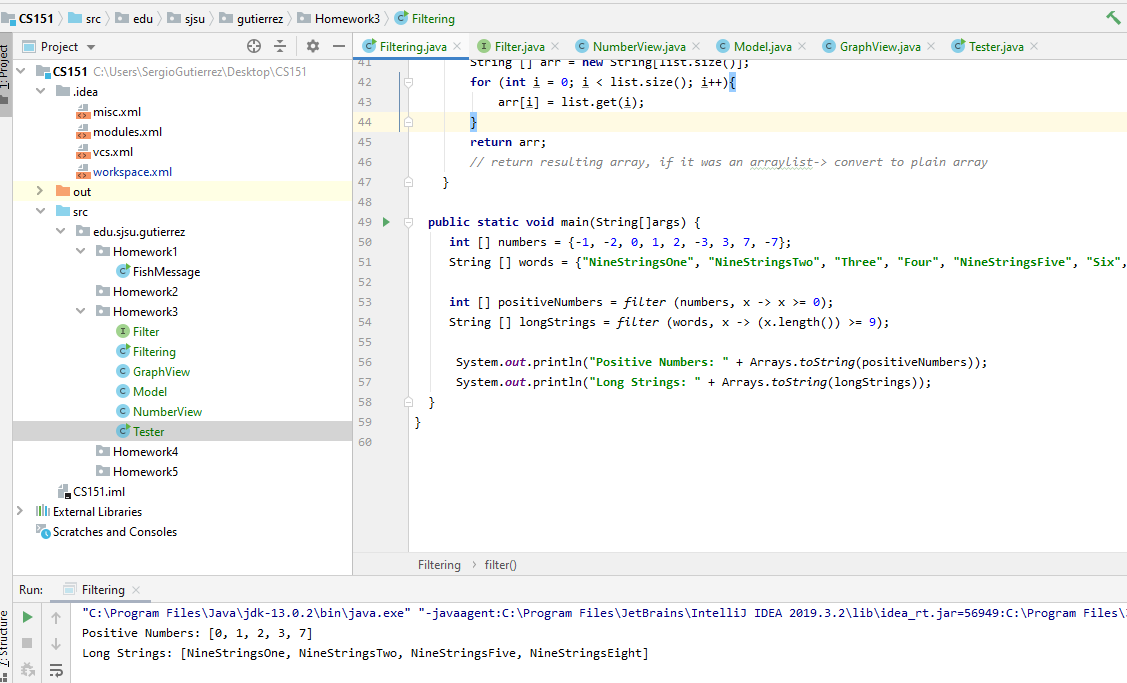 CS151 src edu sjsu gutierrez Homework3 Filtering
1: Project
Project
Filtering.java Filter.java NumberView.java Model.java GraphView.java Tester.java
CS151 C:\Users\SergioGutierrez\Desktop\CS151
.idea
misc.xml
modules.xml
vcs.xml
workspace.xml
out
src
edu.sjsu.gutierrez
Homework1
FishMessage
Homework2
Homework3
Filter
Filtering
GraphView
Model
NumberView
Tester
Homework4
Homework5
CS151.iml
External Libraries
Scratches and Consoles
41 String [] arr = new String[list.size()];
42 for (int i = 0; i < list.size(); i++){
43 arr[i] = list.get(i);
44 }
45 return arr;
46 // return resulting array, if it was an arraylist-> convert to plain array
47 }
48
49 public static void main(String[]args) {
50 int [] numbers = {-1, -2, 0, 1, 2, -3, 3, 7, -7};
51 String [] words = {"NineStringsOne", "NineStringsTwo", "Three", "Four", "NineStringsFive", "Six",
52
53 int [] positiveNumbers = filter (numbers, x -> x >= 0);
54 String [] longStrings = filter (words, x -> (x.length()) >= 9);
55
56 System.out.println("Positive Numbers: " + Arrays.toString(positiveNumbers));
57 System.out.println("Long Strings: " + Arrays.toString(longStrings));
58 }
59 }
60
Filtering filter()
Run: Filtering
7: Structure
"C:\Program Files\Java\jdk-13.0.2\bin\java.exe" "-javaagent:C:\Program Files\JetBrains\IntelliJ IDEA 2019.3.2\lib\idea_rt.jar=56949:C:\Program Files\
Positive Numbers: [0, 1, 2, 3, 7]
Long Strings: [NineStringsOne, NineStringsTwo, NineStringsFive, NineStringsEight]